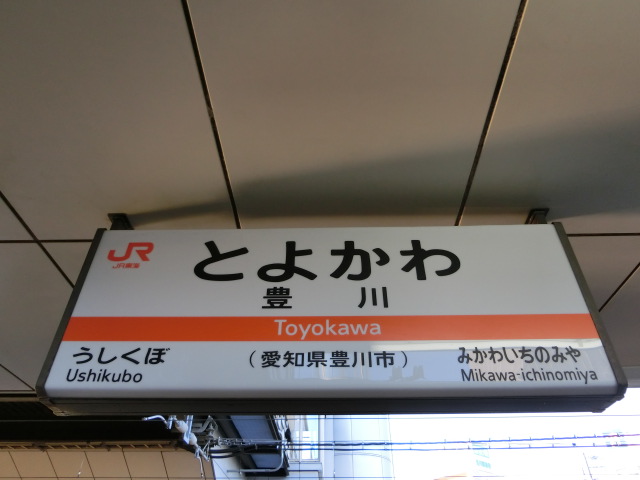 JR
JR東海
とよかわ
豊川
Toyokawa
うしくぼ
Ushikubo
（愛知県豊川市）
みかわいちのみや
Mikawa-ichinomiya